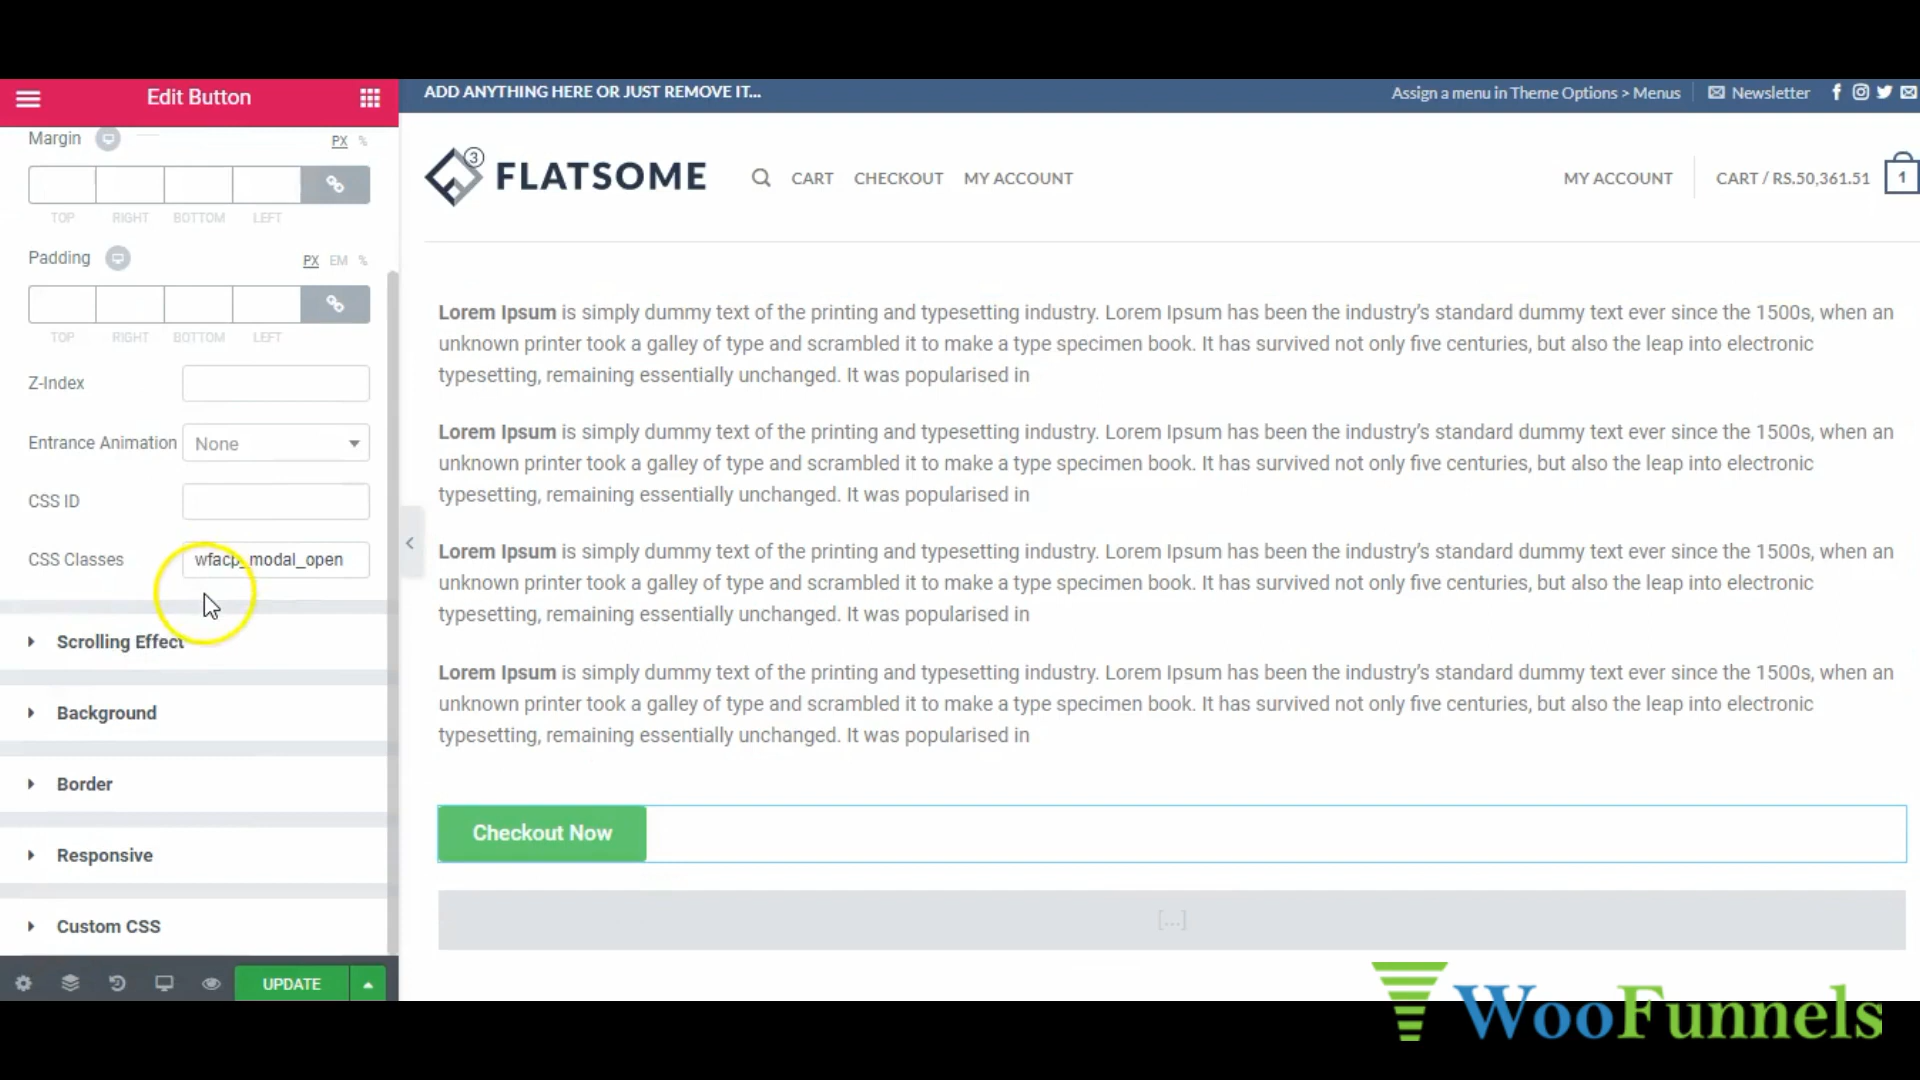 Edit Button
Margin
PX %
TOP RIGHT BOTTOM LEFT
Padding
PX EM %
TOP RIGHT BOTTOM LEFT
Z-Index
Entrance Animation None
CSS ID
CSS Classes wfacp_modal_open
Scrolling Effect
Background
Border
Responsive
Custom CSS
UPDATE
ADD ANYTHING HERE OR JUST REMOVE IT...
Assign a menu in Theme Options > Menus Newsletter
3
FLATSOME
CART CHECKOUT MY ACCOUNT
MY ACCOUNT CART / RS.50,361.51 1
Lorem Ipsum is simply dummy text of the printing and typesetting industry. Lorem Ipsum has been the industry’s standard dummy text ever since the 1500s, when an
unknown printer took a galley of type and scrambled it to make a type specimen book. It has survived not only five centuries, but also the leap into electronic
typesetting, remaining essentially unchanged. It was popularised in
Lorem Ipsum is simply dummy text of the printing and typesetting industry. Lorem Ipsum has been the industry’s standard dummy text ever since the 1500s, when an
unknown printer took a galley of type and scrambled it to make a type specimen book. It has survived not only five centuries, but also the leap into electronic
typesetting, remaining essentially unchanged. It was popularised in
Lorem Ipsum is simply dummy text of the printing and typesetting industry. Lorem Ipsum has been the industry’s standard dummy text ever since the 1500s, when an
unknown printer took a galley of type and scrambled it to make a type specimen book. It has survived not only five centuries, but also the leap into electronic
typesetting, remaining essentially unchanged. It was popularised in
Lorem Ipsum is simply dummy text of the printing and typesetting industry. Lorem Ipsum has been the industry’s standard dummy text ever since the 1500s, when an
unknown printer took a galley of type and scrambled it to make a type specimen book. It has survived not only five centuries, but also the leap into electronic
typesetting, remaining essentially unchanged. It was popularised in
Checkout Now
[...]
WooFunnels